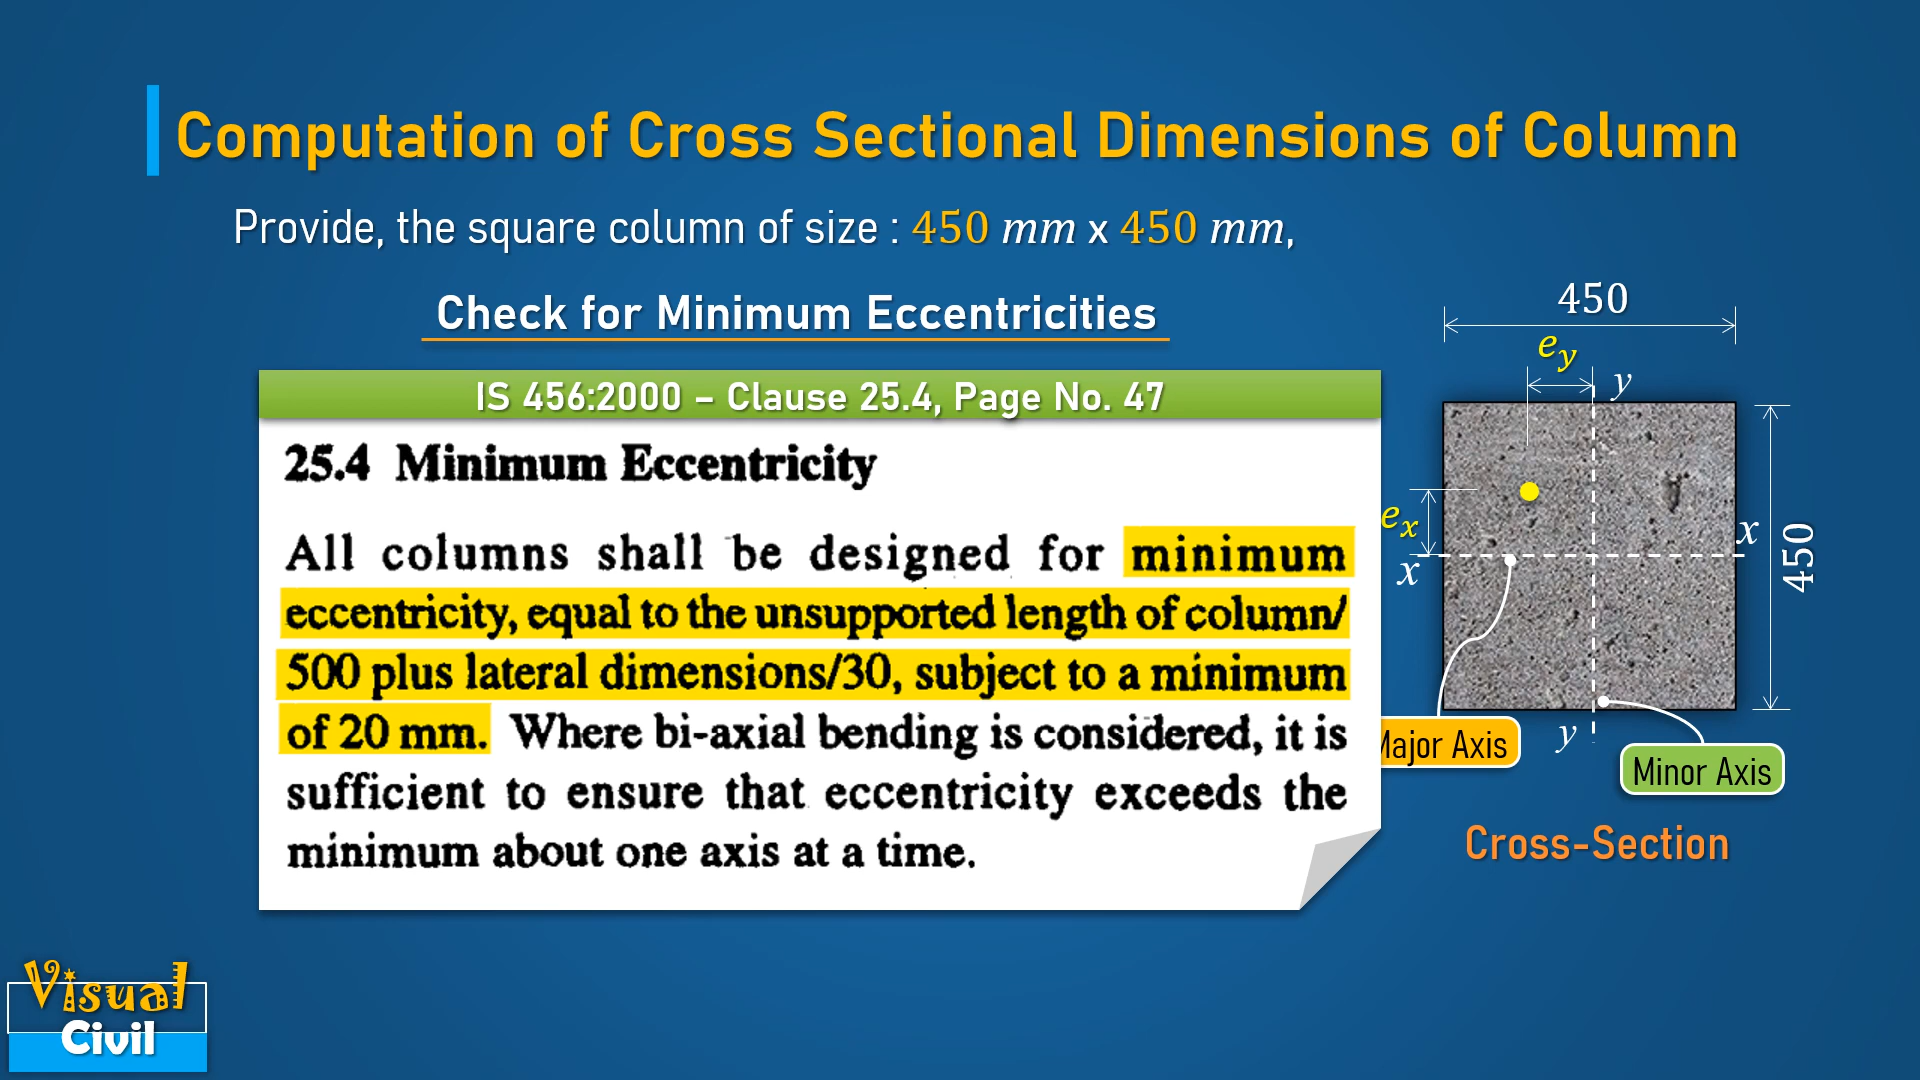 Computation of Cross Sectional Dimensions of Column
Provide, the square column of size : 450 mm x 450 mm,
Check for Minimum Eccentricities
IS 456:2000 – Clause 25.4, Page No. 47
25.4 Minimum Eccentricity
All columns shall be designed for minimum
eccentricity, equal to the unsupported length of column/
500 plus lateral dimensions/30, subject to a minimum
of 20 mm. Where bi-axial bending is considered, it is
sufficient to ensure that eccentricity exceeds the
minimum about one axis at a time.
450
e_y
y
e_x
x
x
450
y
Major Axis
Minor Axis
Cross-Section
Visual
Civil